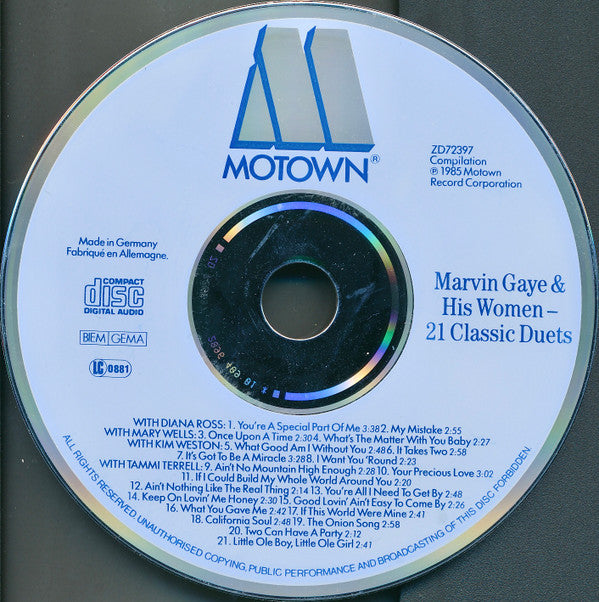 MOTOWN®
ZD72397
Compilation
℗ 1985 Motown
Record Corporation
Made in Germany
Fabriqué en Allemagne.
COMPACT
disc
DIGITAL AUDIO
BIEM GEMA
LC 0881
Marvin Gaye &
His Women –
21 Classic Duets
WITH DIANA ROSS: 1. You're A Special Part Of Me 3:38 2. My Mistake 2:55
WITH MARY WELLS: 3. Once Upon A Time 2:30 4. What's The Matter With You Baby 2:27
WITH KIM WESTON: 5. What Good Am I Without You 2:48 6. It Takes Two 2:58
7. It's Got To Be A Miracle 3:28 8. I Want You 'Round 2:23
WITH TAMMI TERRELL: 9. Ain't No Mountain High Enough 2:28 10. Your Precious Love 3:02
11. If I Could Build My Whole World Around You 2:20
12. Ain't Nothing Like The Real Thing 2:14 13. You're All I Need To Get By 2:48
14. Keep On Lovin' Me Honey 2:30 15. Good Lovin' Ain't Easy To Come By 2:26
16. What You Gave Me 2:42 17. If This World Were Mine 2:41
18. California Soul 2:48 19. The Onion Song 2:58
20. Two Can Have A Party 2:12
21. Little Ole Boy, Little Ole Girl 2:41
ALL RIGHTS RESERVED. UNAUTHORISED COPYING, PUBLIC PERFORMANCE AND BROADCASTING OF THIS DISC FORBIDDEN